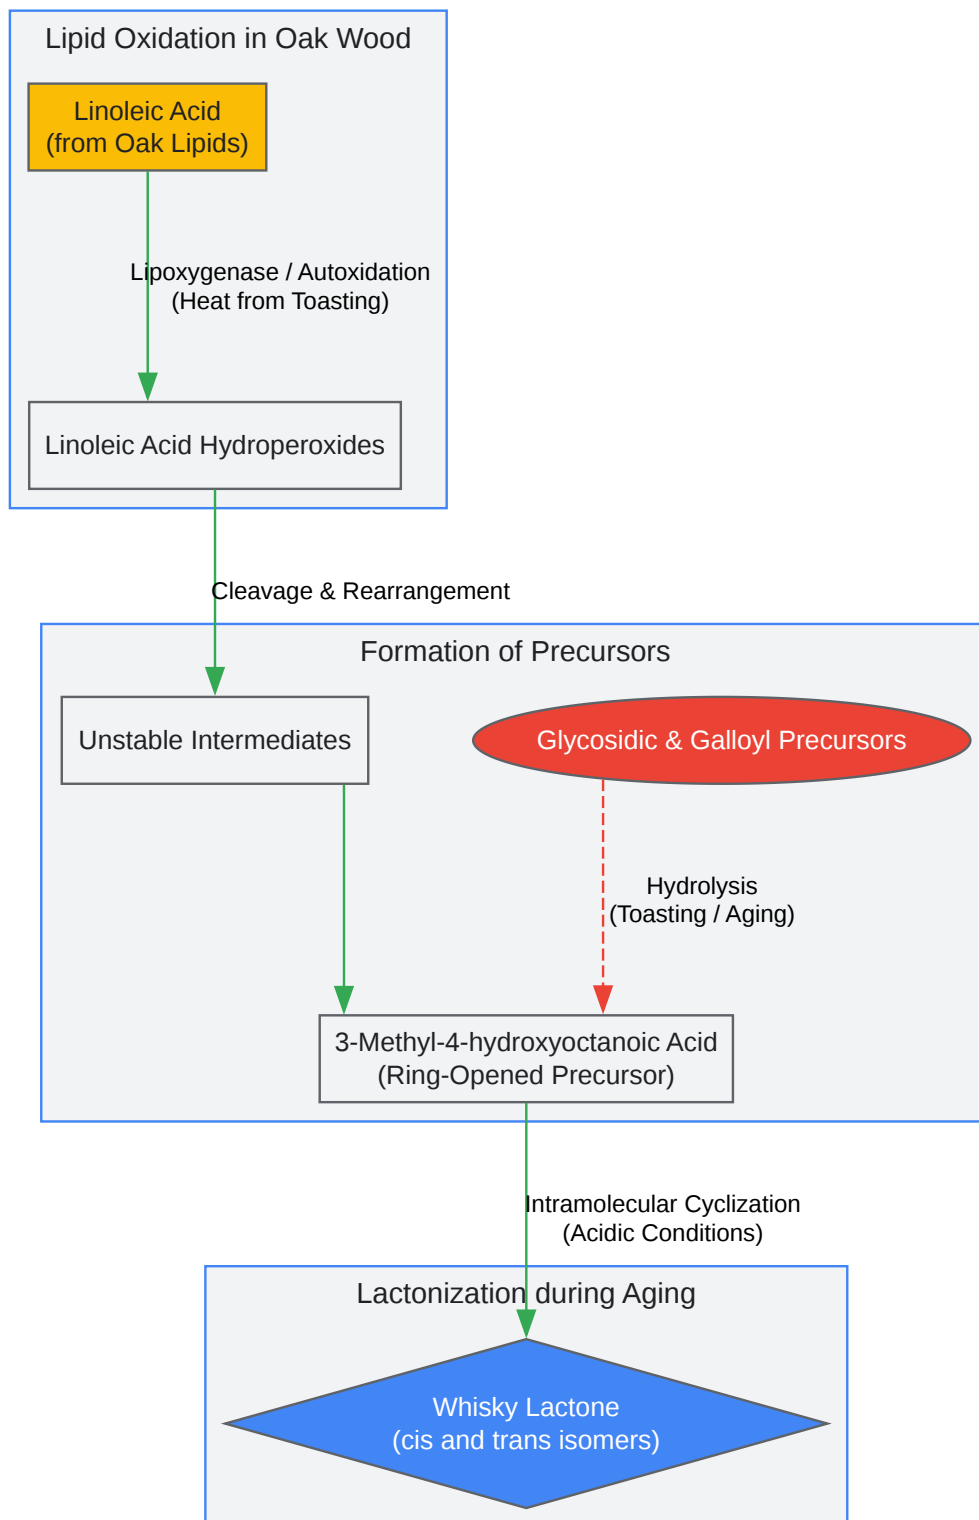 Lipid Oxidation in Oak Wood
Linoleic Acid
(from Oak Lipids)
Lipoxygenase / Autoxidation
(Heat from Toasting)
Linoleic Acid Hydroperoxides
Cleavage & Rearrangement
Formation of Precursors
Unstable Intermediates
Glycosidic & Galloyl Precursors
Hydrolysis
(Toasting / Aging)
3-Methyl-4-hydroxyoctanoic Acid
(Ring-Opened Precursor)
Intramolecular Cyclization
(Acidic Conditions)
Lactonization during Aging
Whisky Lactone
(cis and trans isomers)